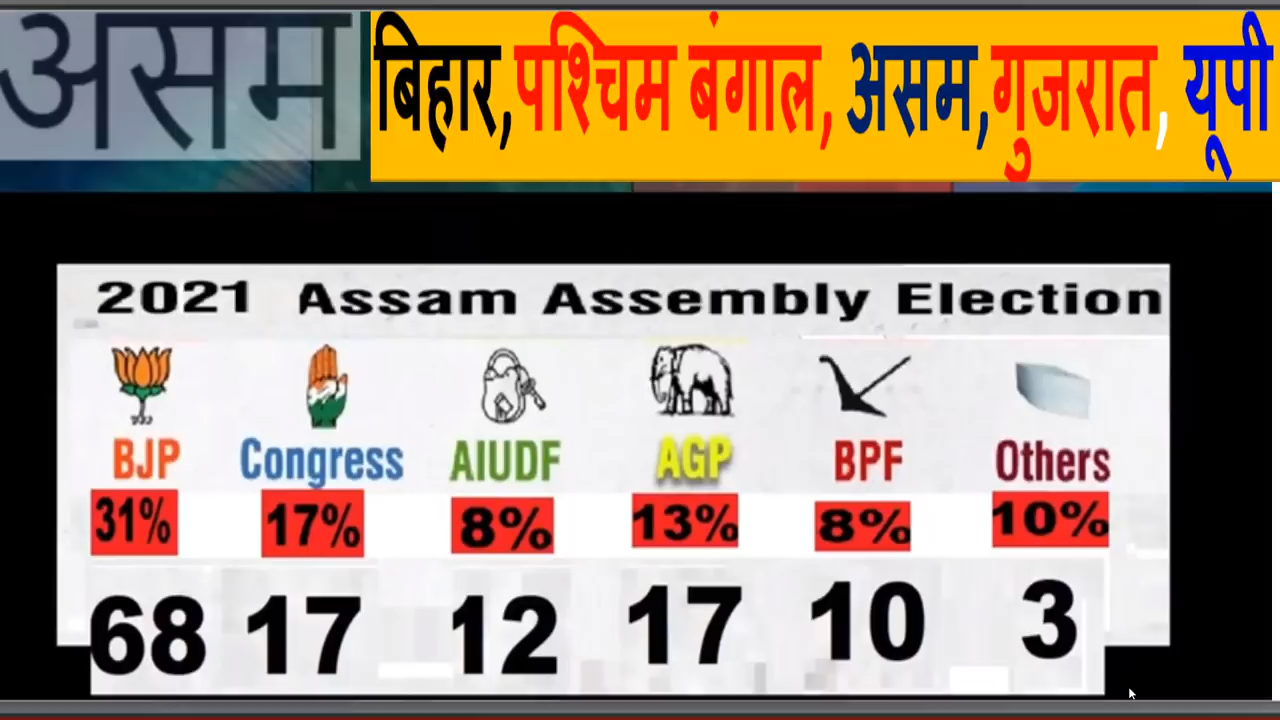 असम
बिहार,पश्चिम बंगाल, असम,गुजरात, यूपी
2021 Assam Assembly Election
BJP Congress AIUDF AGP BPF Others
31% 17% 8% 13% 8% 10%
68 17 12 17 10 3